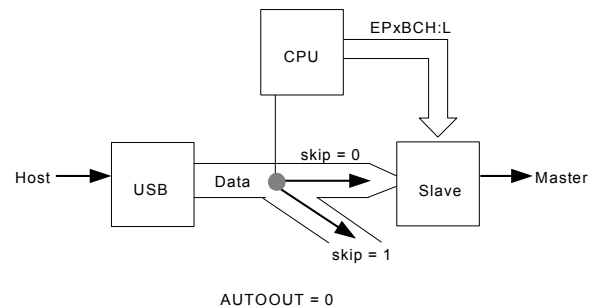 EPxBCH:L
CPU
skip = 0
Host
USB
Data
Slave
Master
skip = 1
AUTOOUT = 0